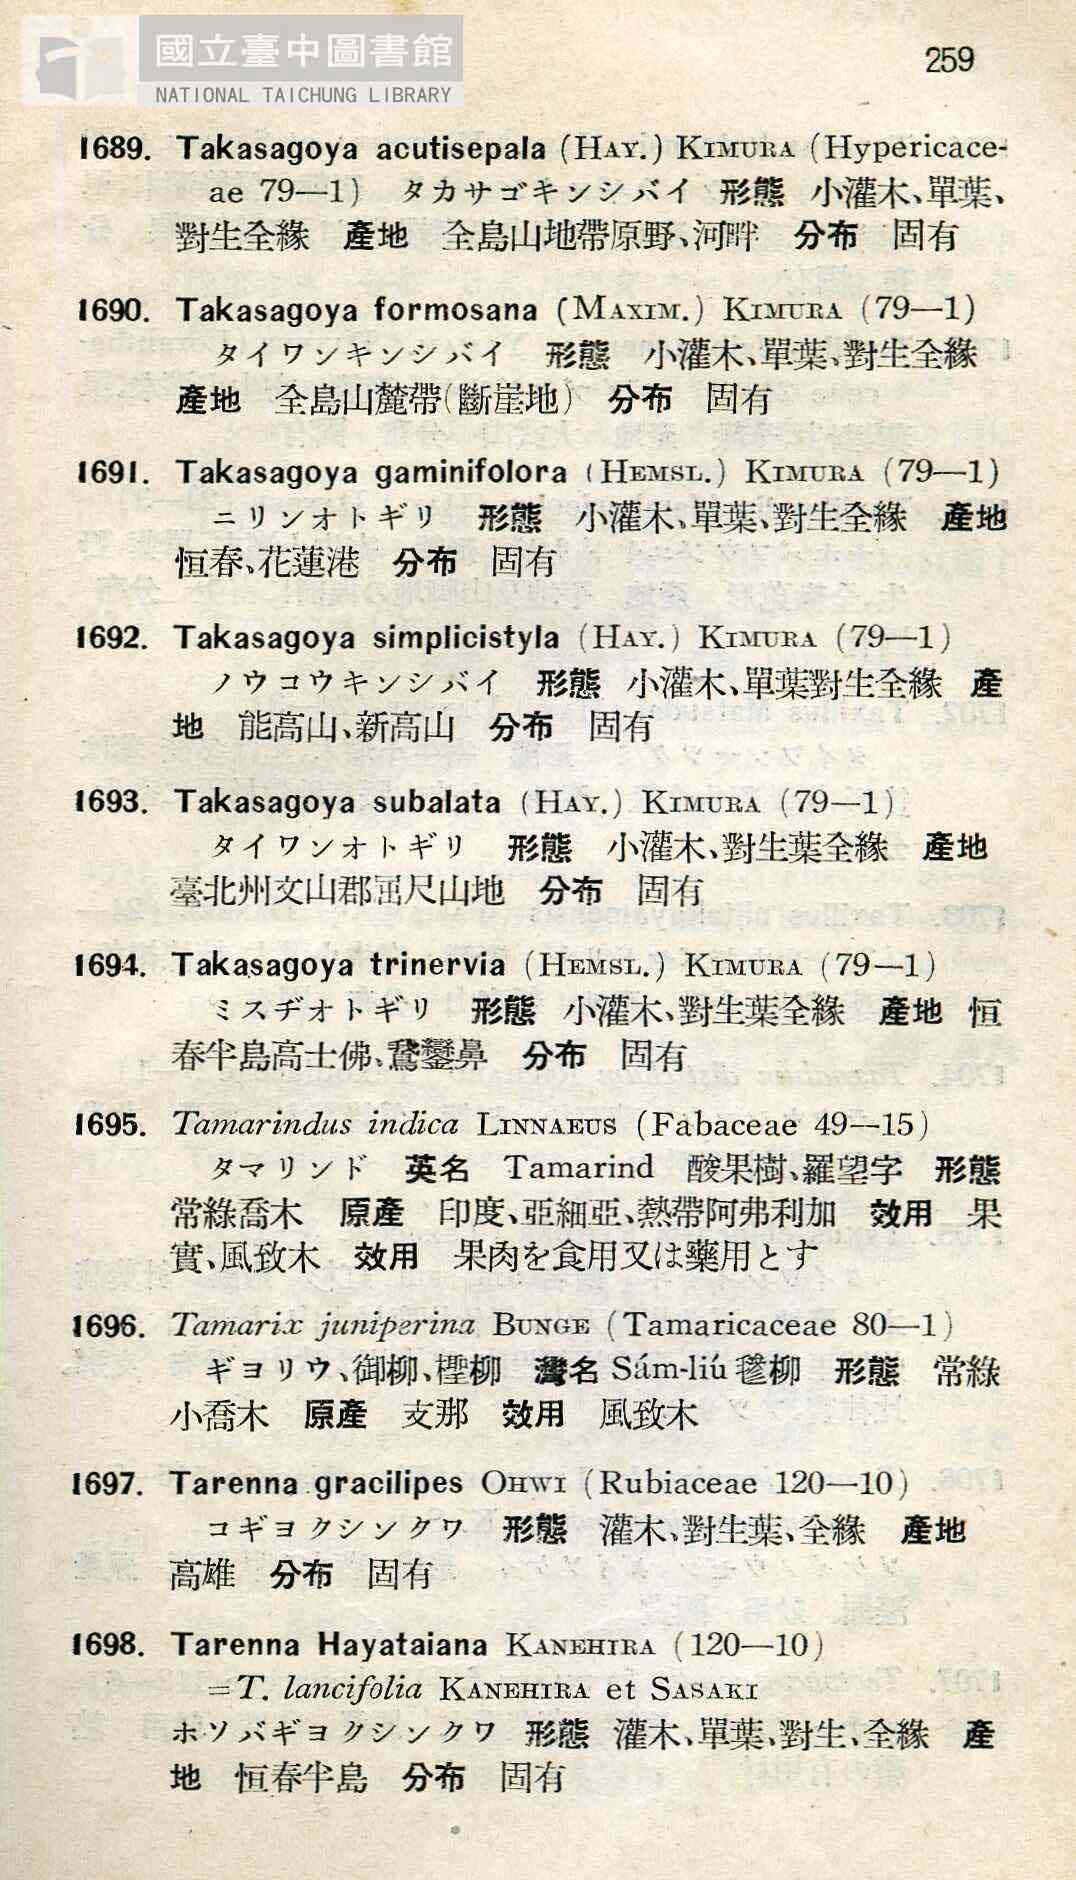 國立臺中圖書館
NATIONAL TAICHUNG LIBRARY
259
1689. Takasagoya acutisepala (HAY.) KIMURA (Hypericace-
ae 79—1) タカサゴキンシバイ 形態 小灌木、單葉、
對生全緣 產地 全島山地帶原野、河畔 分布 固有
1690. Takasagoya formosana (MAXIM.) KIMURA (79—1)
タイワンキンシバイ 形態 小灌木、單葉、對生全緣
產地 全島山麓帶(斷崖地) 分布 固有
1691. Takasagoya gaminifolora (HEMSL.) KIMURA (79—1)
ニリンオトギリ 形態 小灌木、單葉、對生全緣 產地
恒春、花蓮港 分布 固有
1692. Takasagoya simplicistyla (HAY.) KIMURA (79—1)
ノウコウキンシバイ 形態 小灌木、單葉對生全緣 產
地 能高山、新高山 分布 固有
1693. Takasagoya subalata (HAY.) KIMURA (79—1)
タイワンオトギリ 形態 小灌木、對生葉全緣 產地
臺北州文山郡屈尺山地 分布 固有
1694. Takasagoya trinervia (HEMSL.) KIMURA (79—1)
ミスヂオトギリ 形態 小灌木、對生葉全緣 產地 恒
春半島高士佛、鵞鑾鼻 分布 固有
1695. Tamarindus indica LINNAEUS (Fabaceae 49—15)
タマリンド 英名 Tamarind 酸果樹、羅望字 形態
常綠喬木 原產 印度、亞細亞、熱帶阿弗利加 效用 果
實、風致木 效用 果肉を食用又は藥用とす
1696. Tamarix juniperina BUNGE (Tamaricaceae 80—1)
ギヨリウ、御柳、檉柳 灣名 Sám-liú 毿柳 形態 常綠
小喬木 原產 支那 效用 風致木
1697. Tarenna gracilipes OHWI (Rubiaceae 120—10)
コギヨクシンクワ 形態 灌木、對生葉、全緣 產地
高雄 分布 固有
1698. Tarenna Hayataiana KANEHIRA (120—10)
=T. lancifolia KANEHIRA et SASAKI
ホソバギヨクシンクワ 形態 灌木、單葉、對生、全緣 產
地 恒春半島 分布 固有